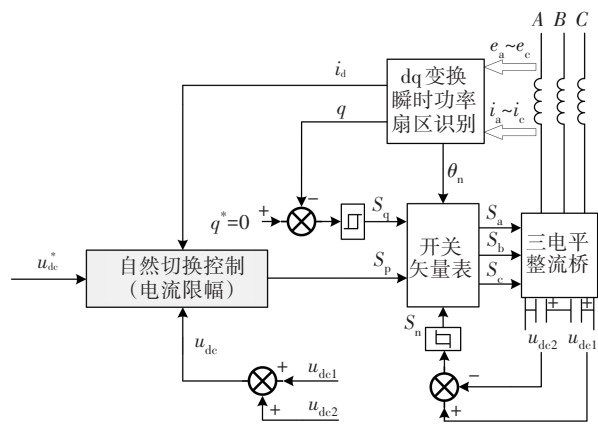 A B C
e_a~e_c
dq变换
瞬时功率
扇区识别
i_a~i_c
i_d
q
θ_n
−
+
q*=0
S_q
S_a
S_b
S_c
开关
矢量表
三电平
整流桥
u_dc*
自然切换控制
(电流限幅)
S_p
S_n
+ +
u_dc2 u_dc1
u_dc
+
u_dc1
+
u_dc2
−
+